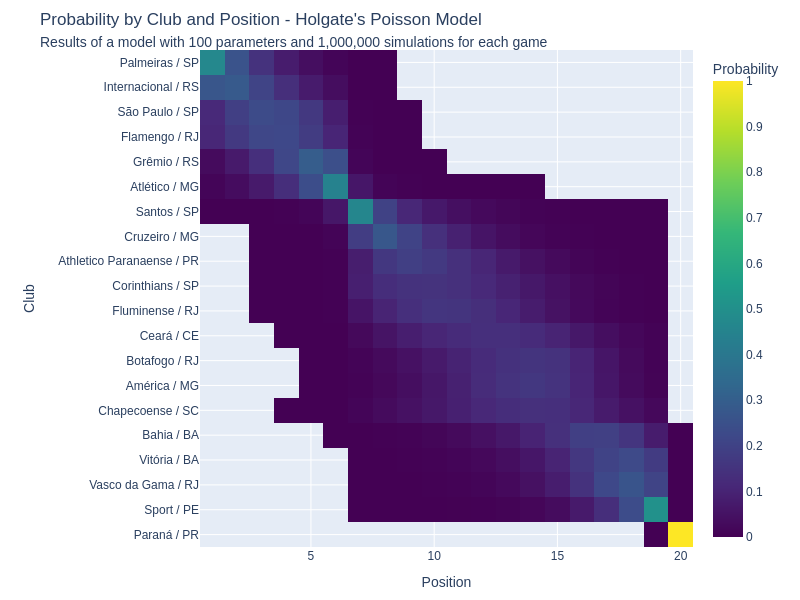 Probability by Club and Position - Holgate's Poisson Model
Results of a model with 100 parameters and 1,000,000 simulations for each game
Probability
Club
Palmeiras / SP
Internacional / RS
São Paulo / SP
Flamengo / RJ
Grêmio / RS
Atlético / MG
Santos / SP
Cruzeiro / MG
Athletico Paranaense / PR
Corinthians / SP
Fluminense / RJ
Ceará / CE
Botafogo / RJ
América / MG
Chapecoense / SC
Bahia / BA
Vitória / BA
Vasco da Gama / RJ
Sport / PE
Paraná / PR
5 10 15 20
Position
1
0.9
0.8
0.7
0.6
0.5
0.4
0.3
0.2
0.1
0